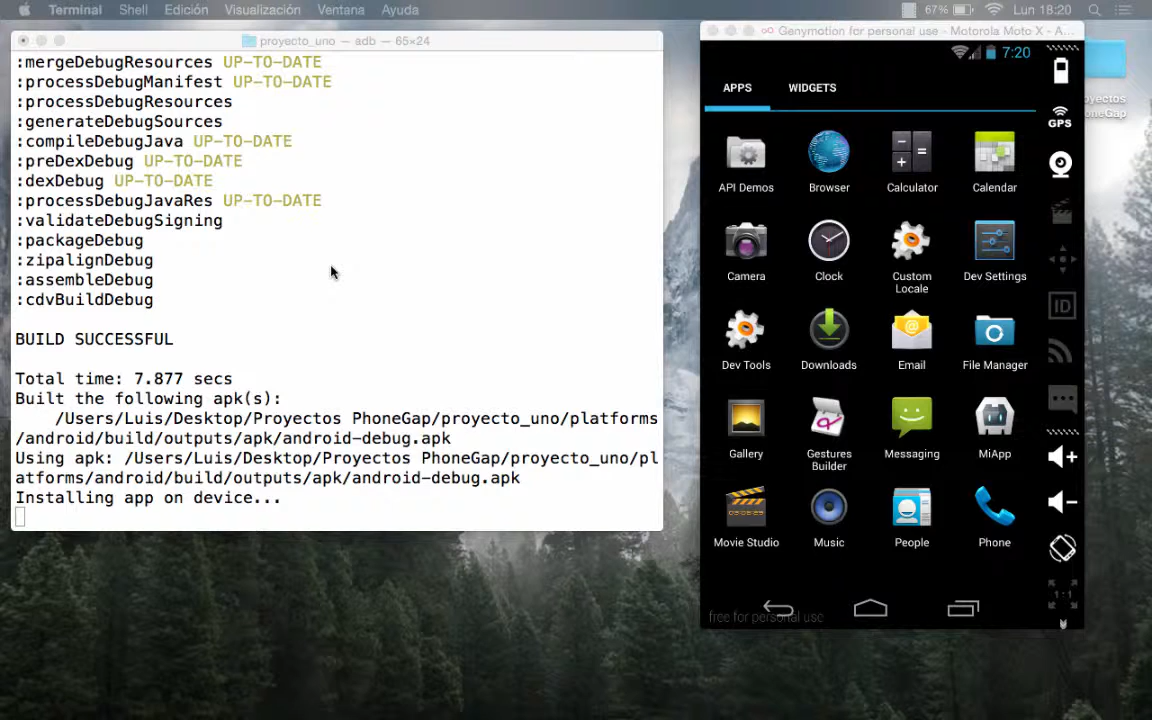 Terminal Shell Edición Visualización Ventana Ayuda 67% Lun 18:20
proyecto_uno — adb — 65×24
:mergeDebugResources UP-TO-DATE
:processDebugManifest UP-TO-DATE
:processDebugResources
:generateDebugSources
:compileDebugJava UP-TO-DATE
:preDexDebug UP-TO-DATE
:dexDebug UP-TO-DATE
:processDebugJavaRes UP-TO-DATE
:validateDebugSigning
:packageDebug
:zipalignDebug
:assembleDebug
:cdvBuildDebug
BUILD SUCCESSFUL
Total time: 7.877 secs
Built the following apk(s):
/Users/Luis/Desktop/Proyectos PhoneGap/proyecto_uno/platforms
/android/build/outputs/apk/android-debug.apk
Using apk: /Users/Luis/Desktop/Proyectos PhoneGap/proyecto_uno/pl
atforms/android/build/outputs/apk/android-debug.apk
Installing app on device...
Genymotion for personal use - Motorola Moto X - A...
7:20
APPS WIDGETS
API Demos Browser Calculator Calendar
Camera Clock Custom Locale Dev Settings
Dev Tools Downloads Email File Manager
Gallery Gestures Builder Messaging MiApp
Movie Studio Music People Phone
free for personal use
GPS
ID
1:1